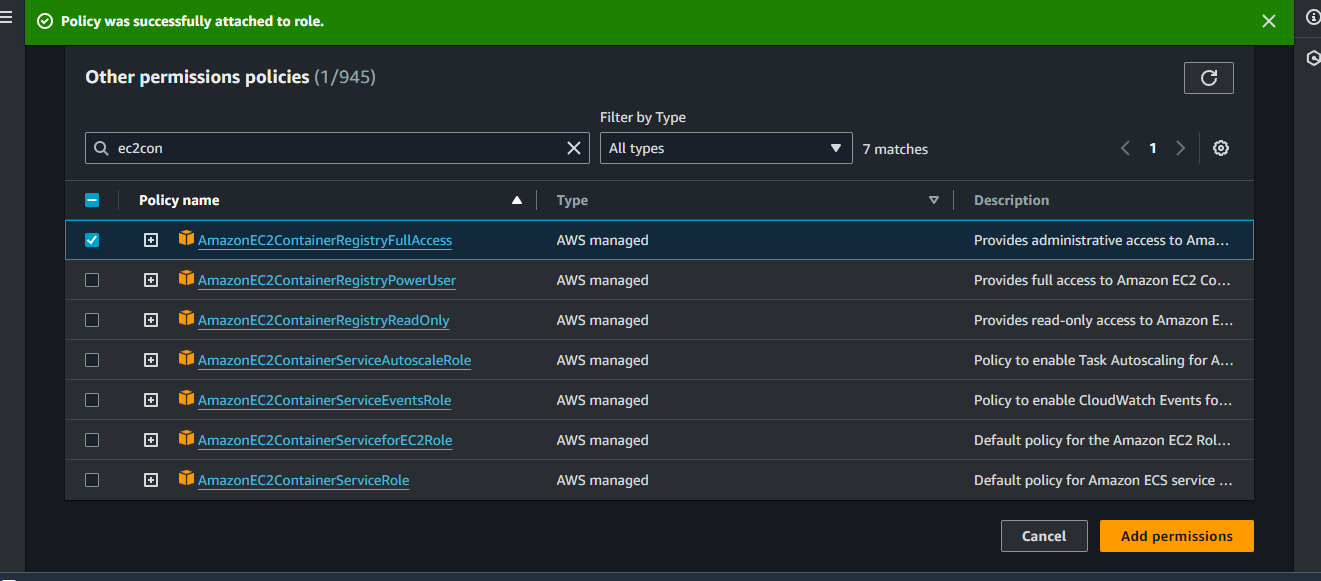 Policy was successfully attached to role.
Other permissions policies (1/945)
Filter by Type
ec2con
All types
7 matches
1
Policy name
Type
Description
AmazonEC2ContainerRegistryFullAccess AWS managed Provides administrative access to Ama...
AmazonEC2ContainerRegistryPowerUser AWS managed Provides full access to Amazon EC2 Co...
AmazonEC2ContainerRegistryReadOnly AWS managed Provides read-only access to Amazon E...
AmazonEC2ContainerServiceAutoscaleRole AWS managed Policy to enable Task Autoscaling for A...
AmazonEC2ContainerServiceEventsRole AWS managed Policy to enable CloudWatch Events fo...
AmazonEC2ContainerServiceforEC2Role AWS managed Default policy for the Amazon EC2 Rol...
AmazonEC2ContainerServiceRole AWS managed Default policy for Amazon ECS service ...
Cancel
Add permissions